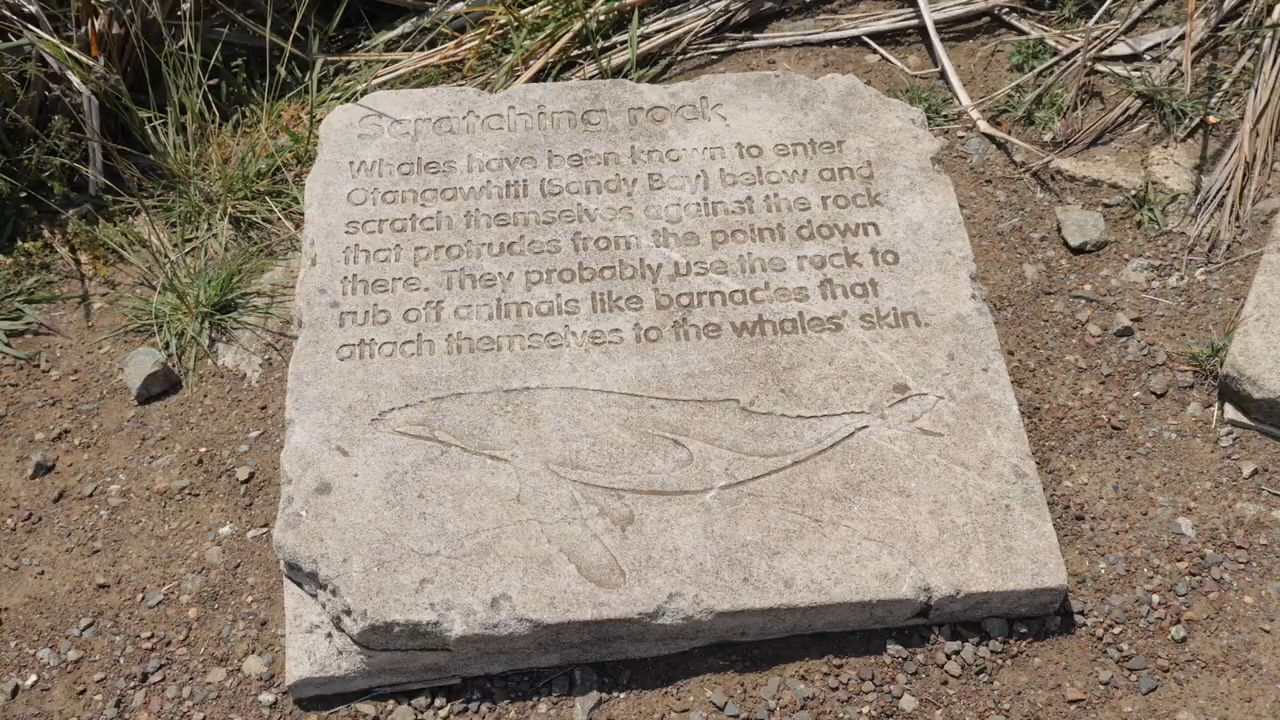 Scratching rock
Whales have been known to enter
Otangawhiti (Sandy Bay) below and
scratch themselves against the rock
that protrudes from the point down
there. They probably use the rock to
rub off animals like barnacles that
attach themselves to the whales' skin.